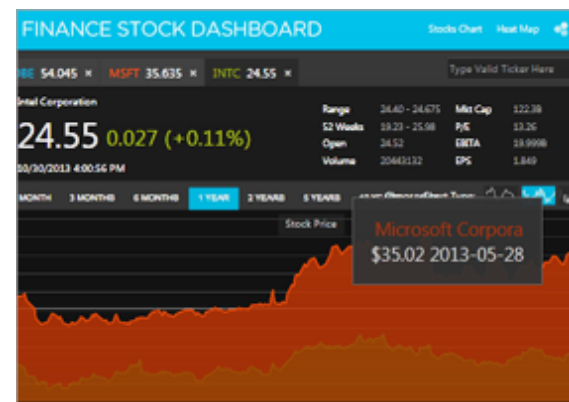 FINANCE STOCK DASHBOARD
Stocks Chart Heat Map
BE 54.045 × MSFT 35.635 × INTC 24.55 ×
Type Valid Ticker Here
Intel Corporation
24.55 0.027 (+0.11%)
10/30/2013 4:00:56 PM
Range 24.40 - 24.675 Mkt Cap 122.3B
52 Weeks 19.23 - 25.98 P/E 13.26
Open 24.52 EBITA 19.999B
Volume 20443132 EPS 1.849
MONTH 3 MONTHS 6 MONTHS 1 YEAR 2 YEARS 5 YEARS Type:
Stock Price
Microsoft Corpora
$35.02 2013-05-28